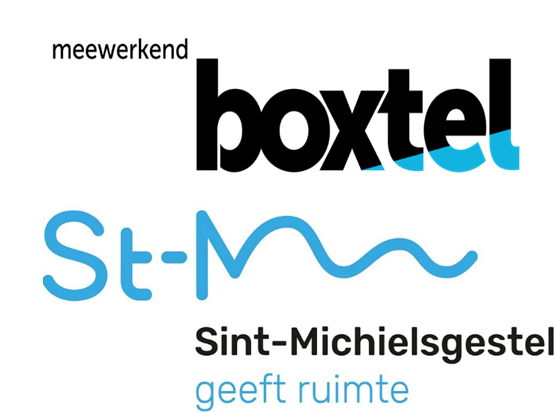 meewerkend
boxtel
St-M
Sint-Michielsgestel
geeft ruimte